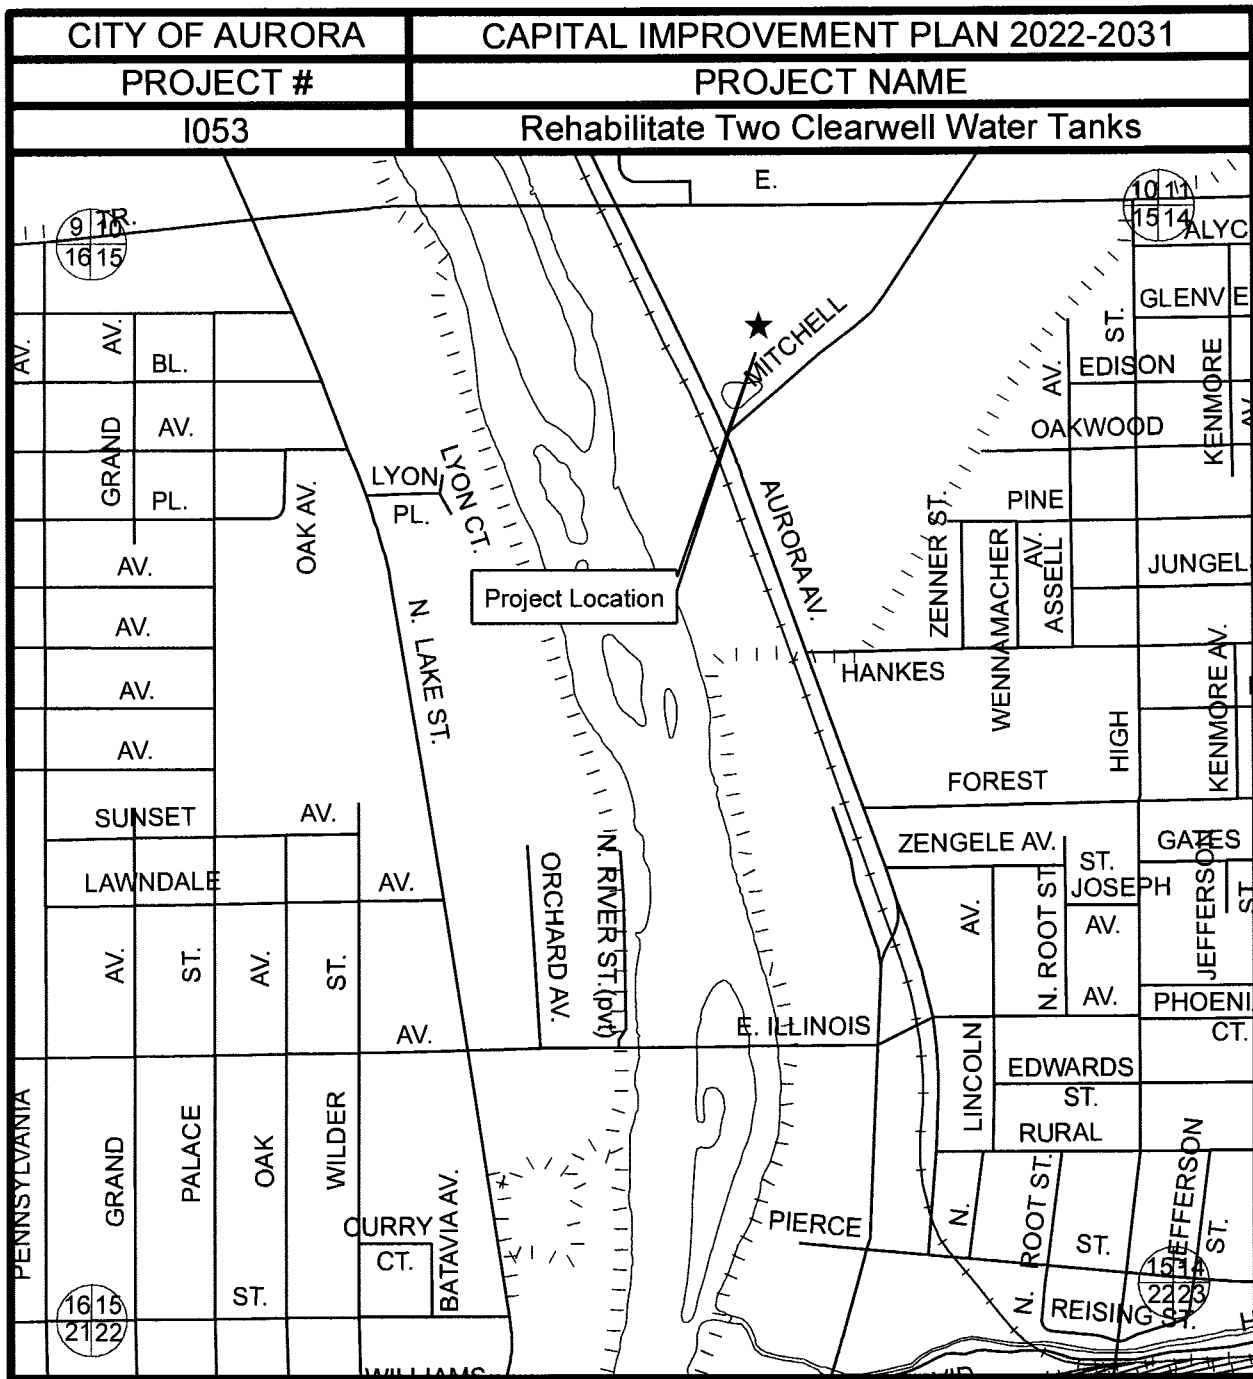 CITY OF AURORA
CAPITAL IMPROVEMENT PLAN 2022-2031
PROJECT #
PROJECT NAME
I053
Rehabilitate Two Clearwell Water Tanks
E.
9 10
16 15
TR.
10 11
15 14
ALYC
GLENV E
ST.
MITCHELL
AV.
AV.
BL.
EDISON
AV.
KENMORE
AV.
GRAND
AV.
OAKWOOD
LYON
LYON CT.
PL.
PL.
OAK AV.
PINE
AURORA AV.
ZENNER ST.
WENNAMACHER
AV.
ASSELL
JUNGEL
AV.
Project Location
AV.
N. LAKE ST.
HANKES
KENMORE AV.
AV.
AV.
HIGH
FOREST
SUNSET
AV.
ZENGELE AV.
GATES
ST.
JOSEPH
JEFFERSON
ST.
LAWNDALE
AV.
ORCHARD AV.
N. RIVER ST.(pvt)
AV.
N. ROOT ST.
AV.
AV.
ST.
AV.
ST.
AV.
PHOENI
CT.
AV.
E. ILLINOIS
LINCOLN
EDWARDS
ST.
RURAL
PENNSYLVANIA
GRAND
PALACE
OAK
WILDER
BATAVIA AV.
CURRY
CT.
PIERCE
N.
ROOT ST.
ST.
JEFFERSON
ST.
15 14
22 23
16 15
21 22
ST.
N.
REISING ST.
WILLIAMS